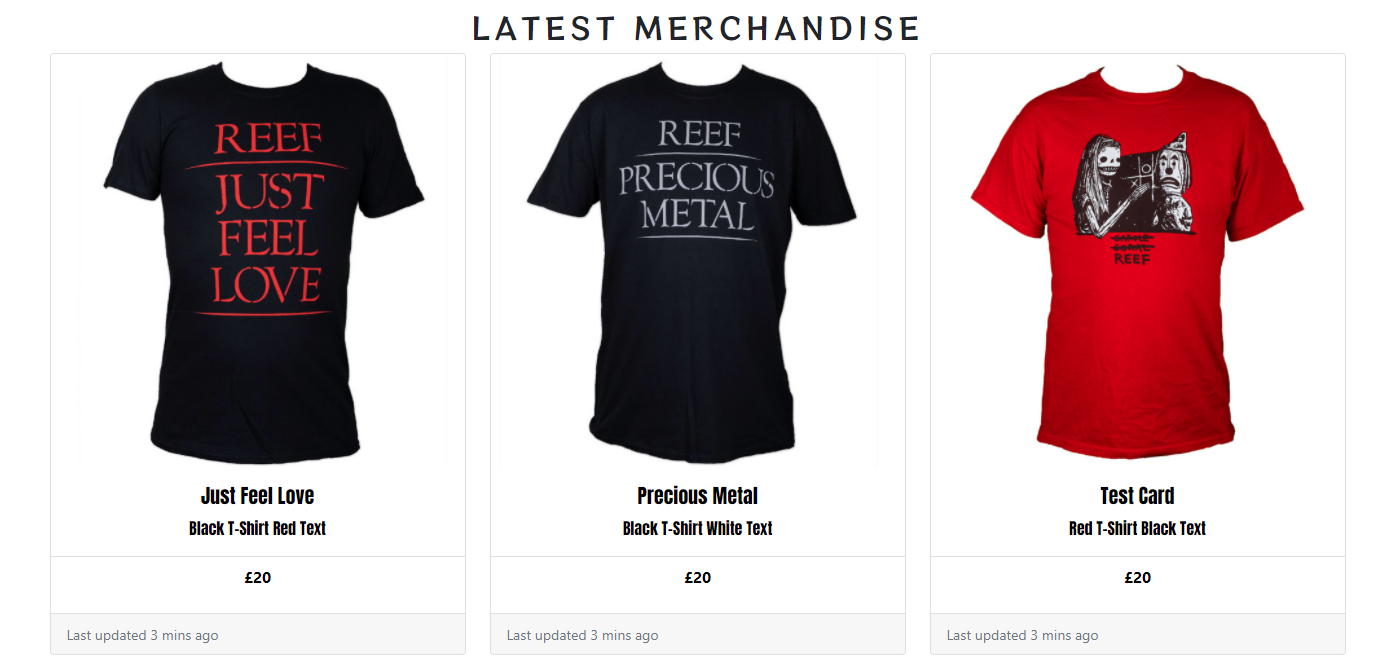 LATEST MERCHANDISE
REEF
JUST
FEEL
LOVE
REEF
PRECIOUS
METAL
REEF
Just Feel Love
Black T-Shirt Red Text
£20
Last updated 3 mins ago
Precious Metal
Black T-Shirt White Text
£20
Last updated 3 mins ago
Test Card
Red T-Shirt Black Text
£20
Last updated 3 mins ago